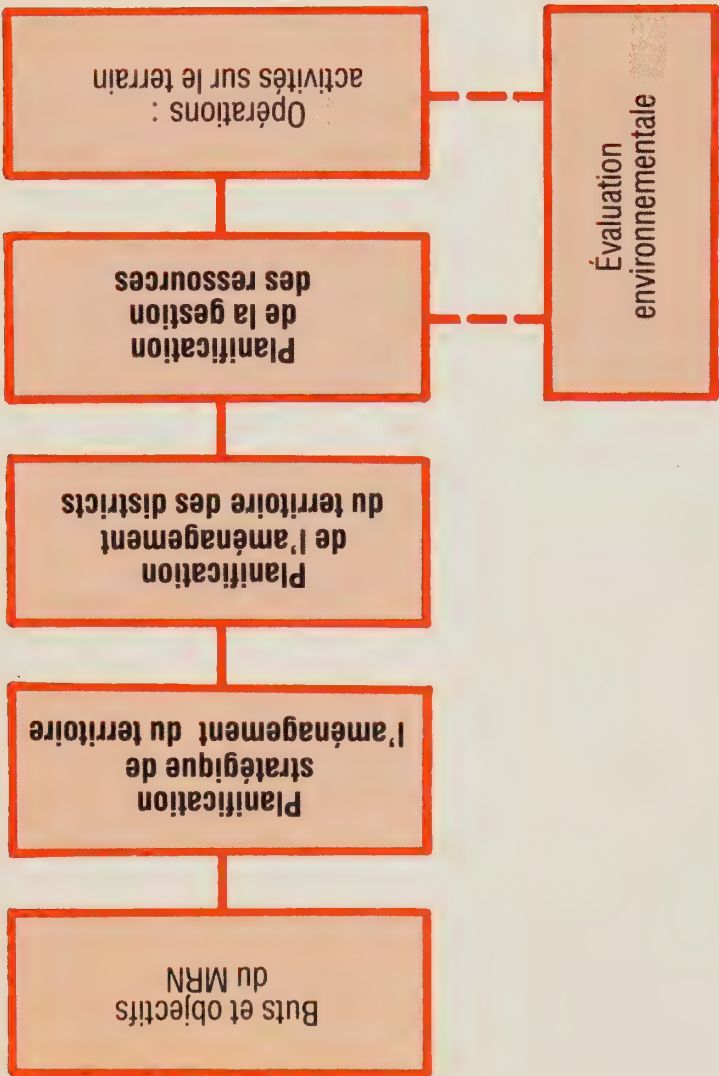 Buts et objectifs
du MRN
Planification
stratégique de
l'aménagement du territoire
Planification
de l'aménagement
du territoire des districts
Planification
de la gestion
des ressources
Opérations :
activités sur le terrain
Évaluation
environnementale